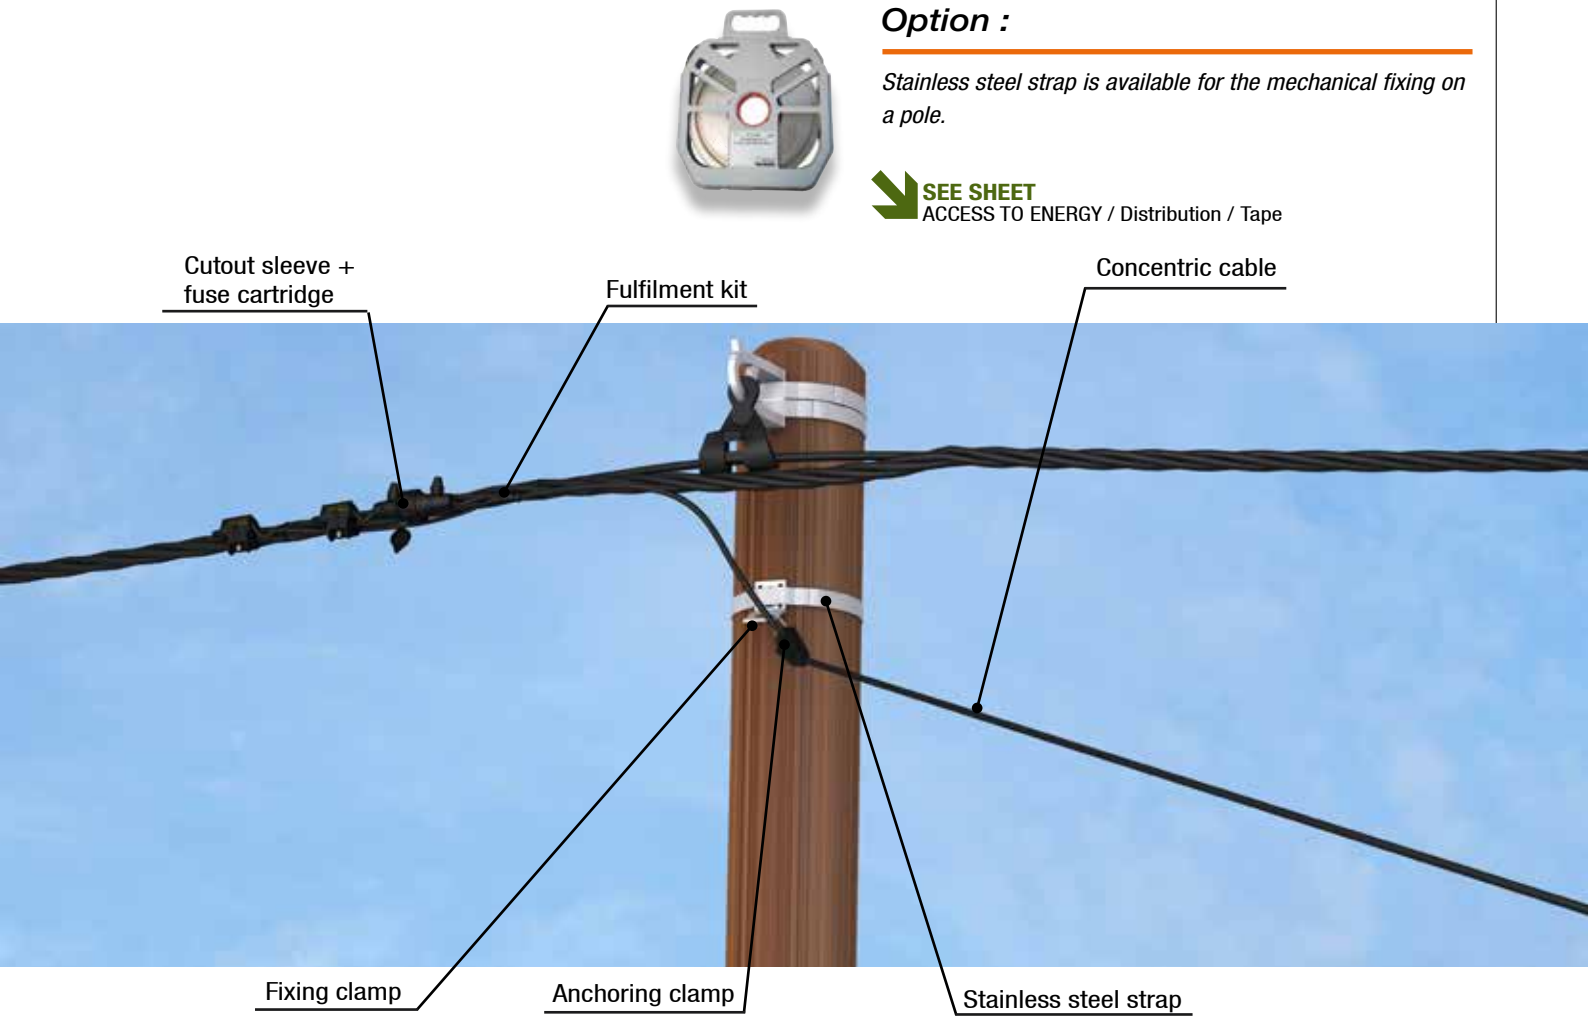 Option :
Stainless steel strap is available for the mechanical fixing on
a pole.
SEE SHEET
ACCESS TO ENERGY / Distribution / Tape
Cutout sleeve +
fuse cartridge
Fulfilment kit
Concentric cable
Fixing clamp
Anchoring clamp
Stainless steel strap